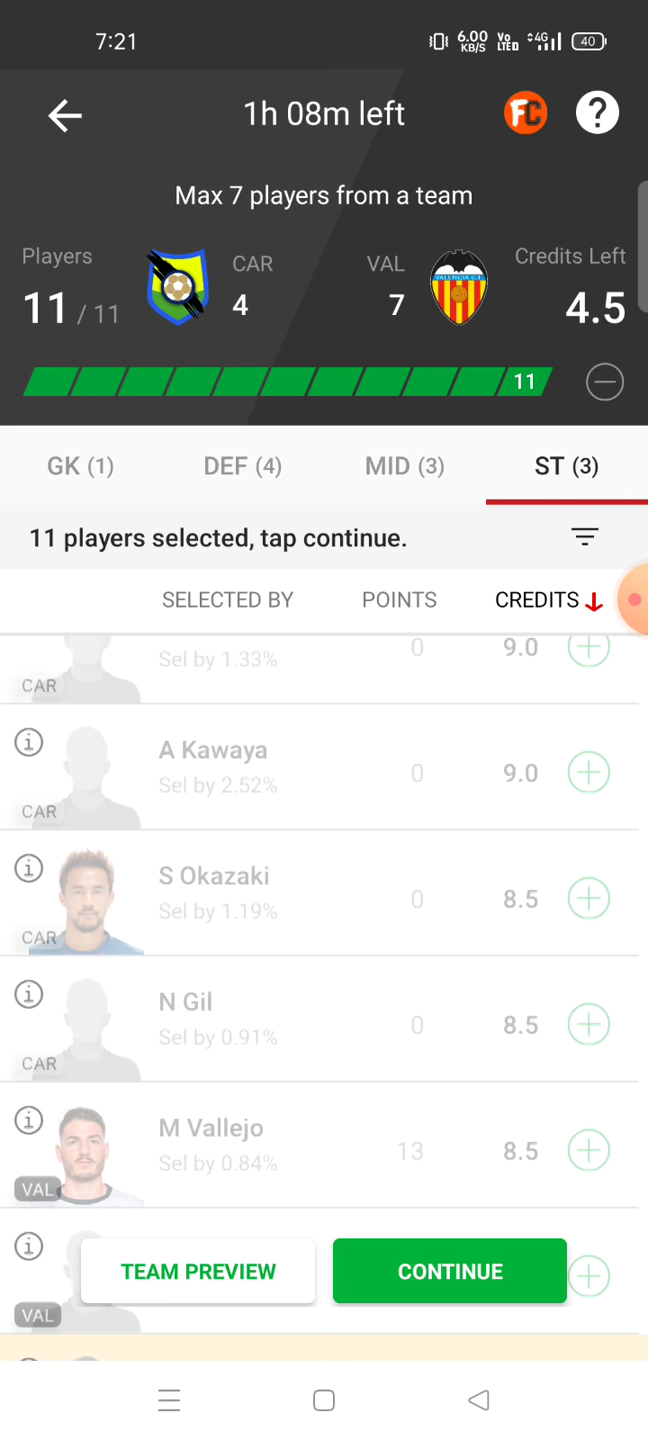 7:21 6.00 KB/S Vo LTED 4G 40
1h 08m left FC ?
Max 7 players from a team
Players CAR VAL Credits Left
11 / 11 4 7 4.5
11
GK (1) DEF (4) MID (3) ST (3)
11 players selected, tap continue.
SELECTED BY POINTS CREDITS
Sel by 1.33% 0 9.0
CAR
A Kawaya
Sel by 2.52% 0 9.0
CAR
S Okazaki
Sel by 1.19% 0 8.5
CAR
N Gil
Sel by 0.91% 0 8.5
CAR
M Vallejo
Sel by 0.84% 13 8.5
VAL
TEAM PREVIEW CONTINUE
VAL